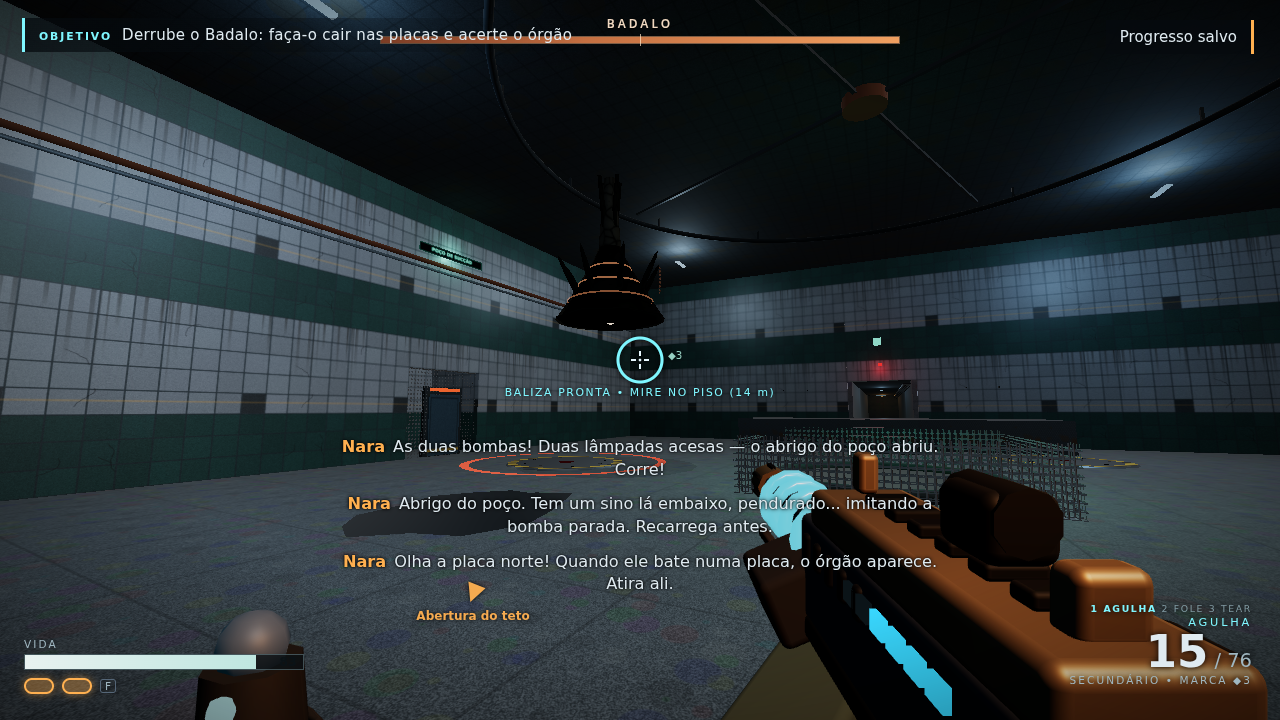 BADALO
OBJETIVO Derrube o Badalo: faça-o cair nas placas e acerte o órgão
Progresso salvo
POÇO DE SUCÇÃO
◆3
BALIZA PRONTA • MIRE NO PISO (14 m)
Nara As duas bombas! Duas lâmpadas acesas — o abrigo do poço abriu.
Corre!
Nara Abrigo do poço. Tem um sino lá embaixo, pendurado... imitando a
bomba parada. Recarrega antes.
Nara Olha a placa norte! Quando ele bate numa placa, o órgão aparece.
Atira ali.
Abertura do teto
VIDA
F
1 AGULHA 2 FOLE 3 TEAR
AGULHA
15 / 76
SECUNDÁRIO • MARCA ◆3